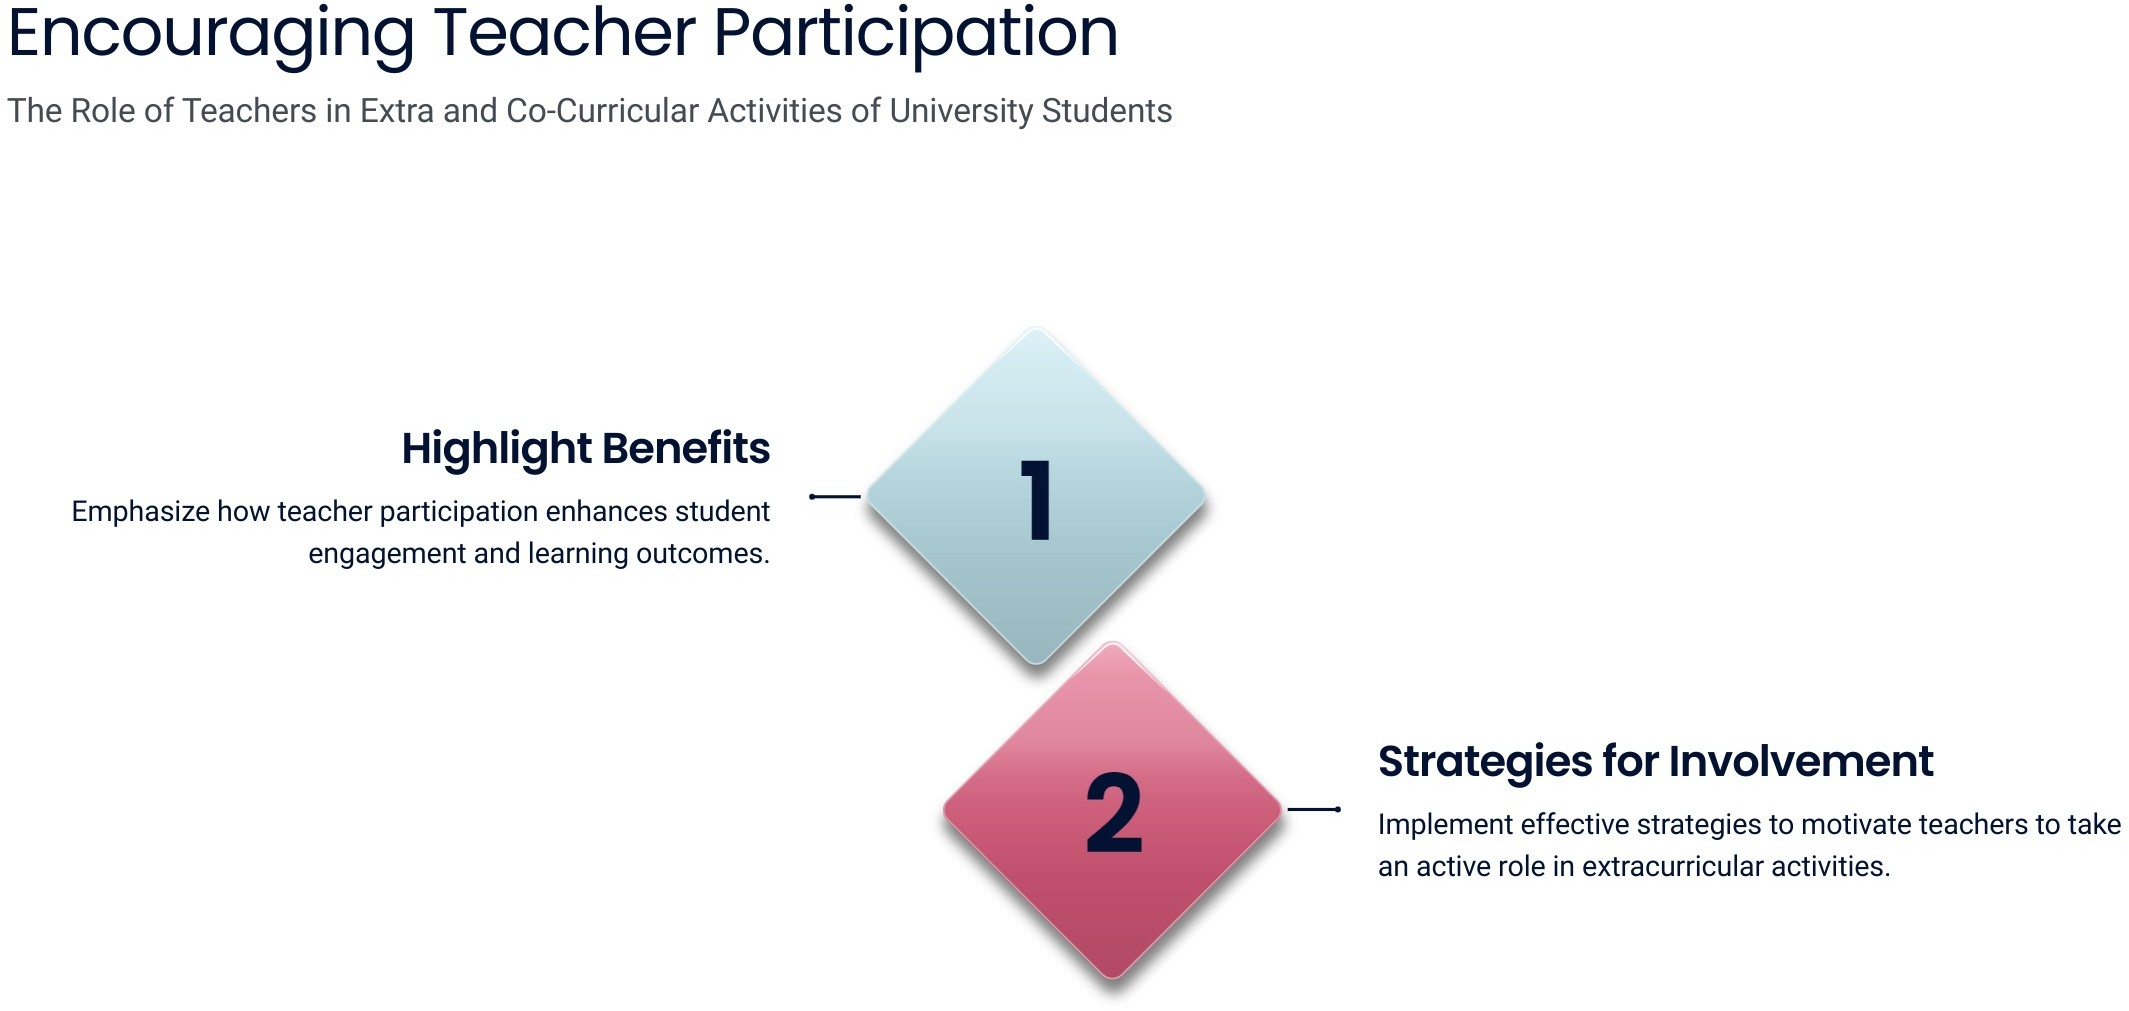 Encouraging Teacher Participation
The Role of Teachers in Extra and Co-Curricular Activities of University Students
Highlight Benefits
Emphasize how teacher participation enhances student
engagement and learning outcomes.
1
2
Strategies for Involvement
Implement effective strategies to motivate teachers to take
an active role in extracurricular activities.